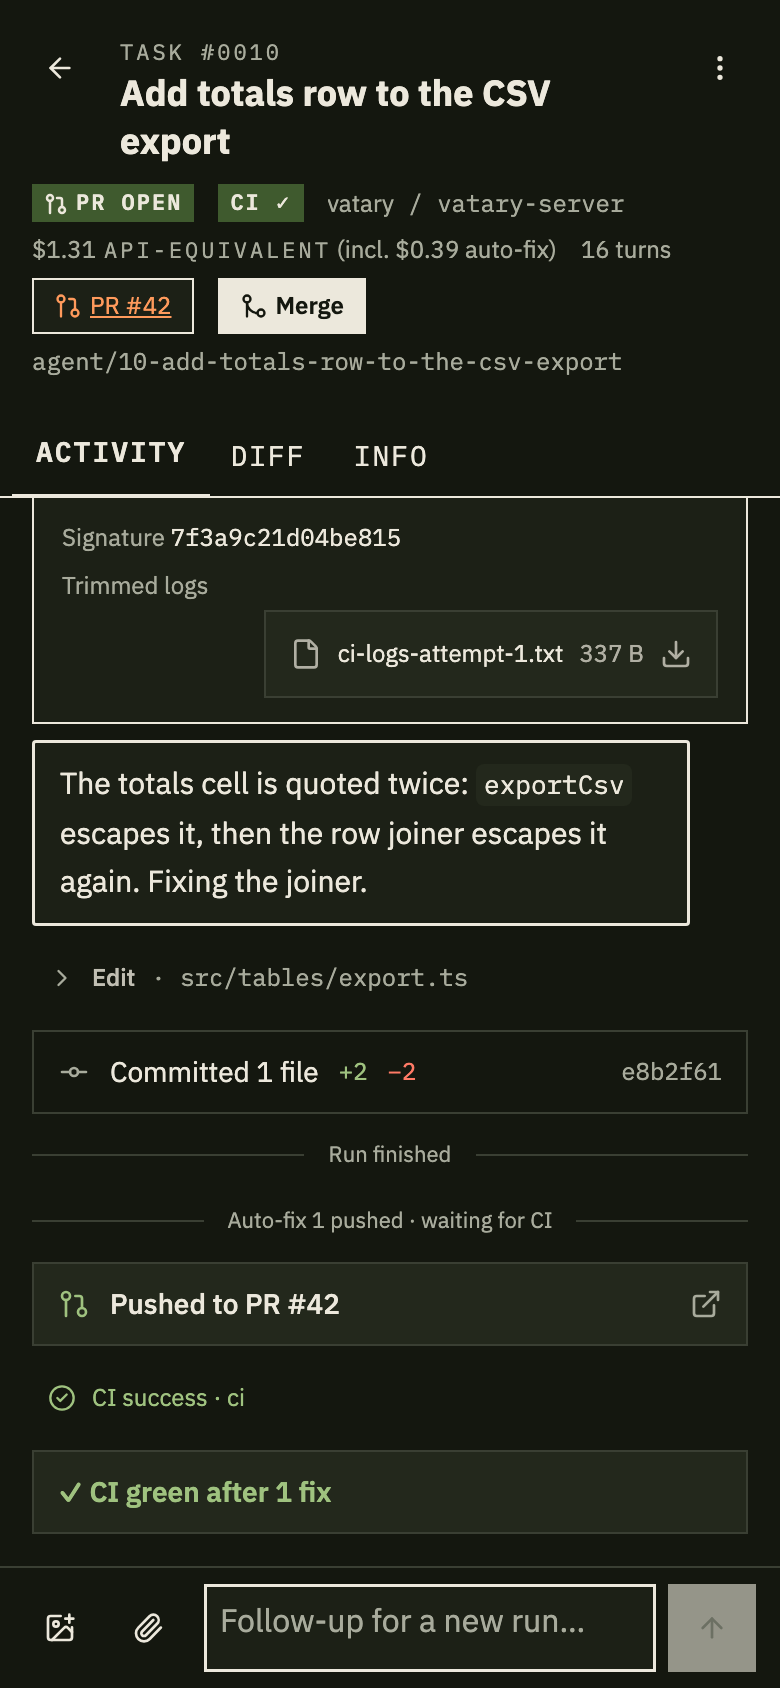 TASK #0010
Add totals row to the CSV
export
PR OPEN CI ✓ vatary / vatary-server
$1.31 API-EQUIVALENT (incl. $0.39 auto-fix) 16 turns
PR #42 Merge
agent/10-add-totals-row-to-the-csv-export
ACTIVITY DIFF INFO
Signature 7f3a9c21d04be815
Trimmed logs
ci-logs-attempt-1.txt 337 B
The totals cell is quoted twice: exportCsv
escapes it, then the row joiner escapes it
again. Fixing the joiner.
Edit · src/tables/export.ts
Committed 1 file +2 −2 e8b2f61
Run finished
Auto-fix 1 pushed · waiting for CI
Pushed to PR #42
CI success · ci
✓ CI green after 1 fix
Follow-up for a new run...